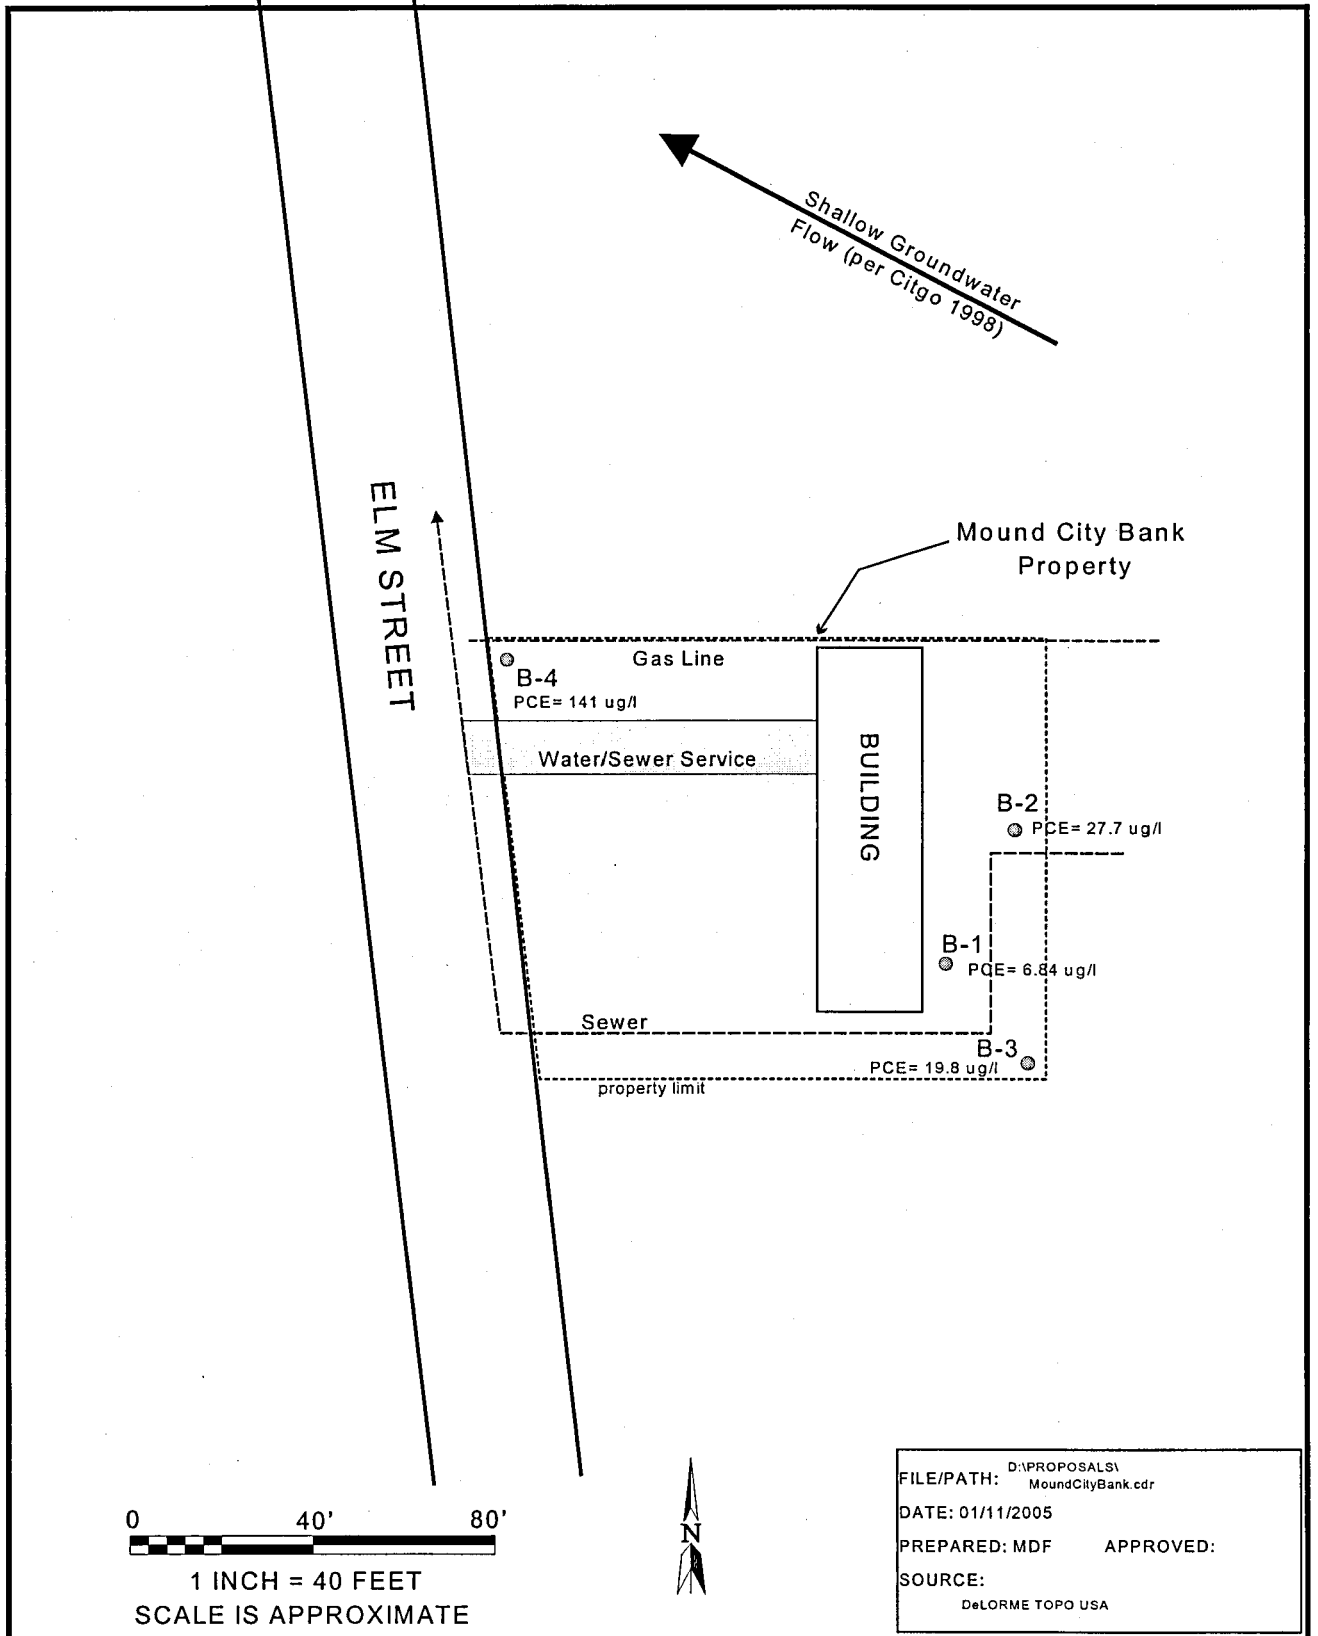 Shallow Groundwater
Flow (per Citgo 1998)
ELM STREET
Mound City Bank
Property
Gas Line
B-4
PCE= 141 ug/l
Water/Sewer Service
BUILDING
B-2
PCE= 27.7 ug/l
B-1
PCE= 6.84 ug/l
Sewer
B-3
PCE= 19.8 ug/l
property limit
0 40' 80'
1 INCH = 40 FEET
SCALE IS APPROXIMATE
N
FILE/PATH: D:\PROPOSALS\
MoundCityBank.cdr
DATE: 01/11/2005
PREPARED: MDF APPROVED:
SOURCE:
DeLORME TOPO USA